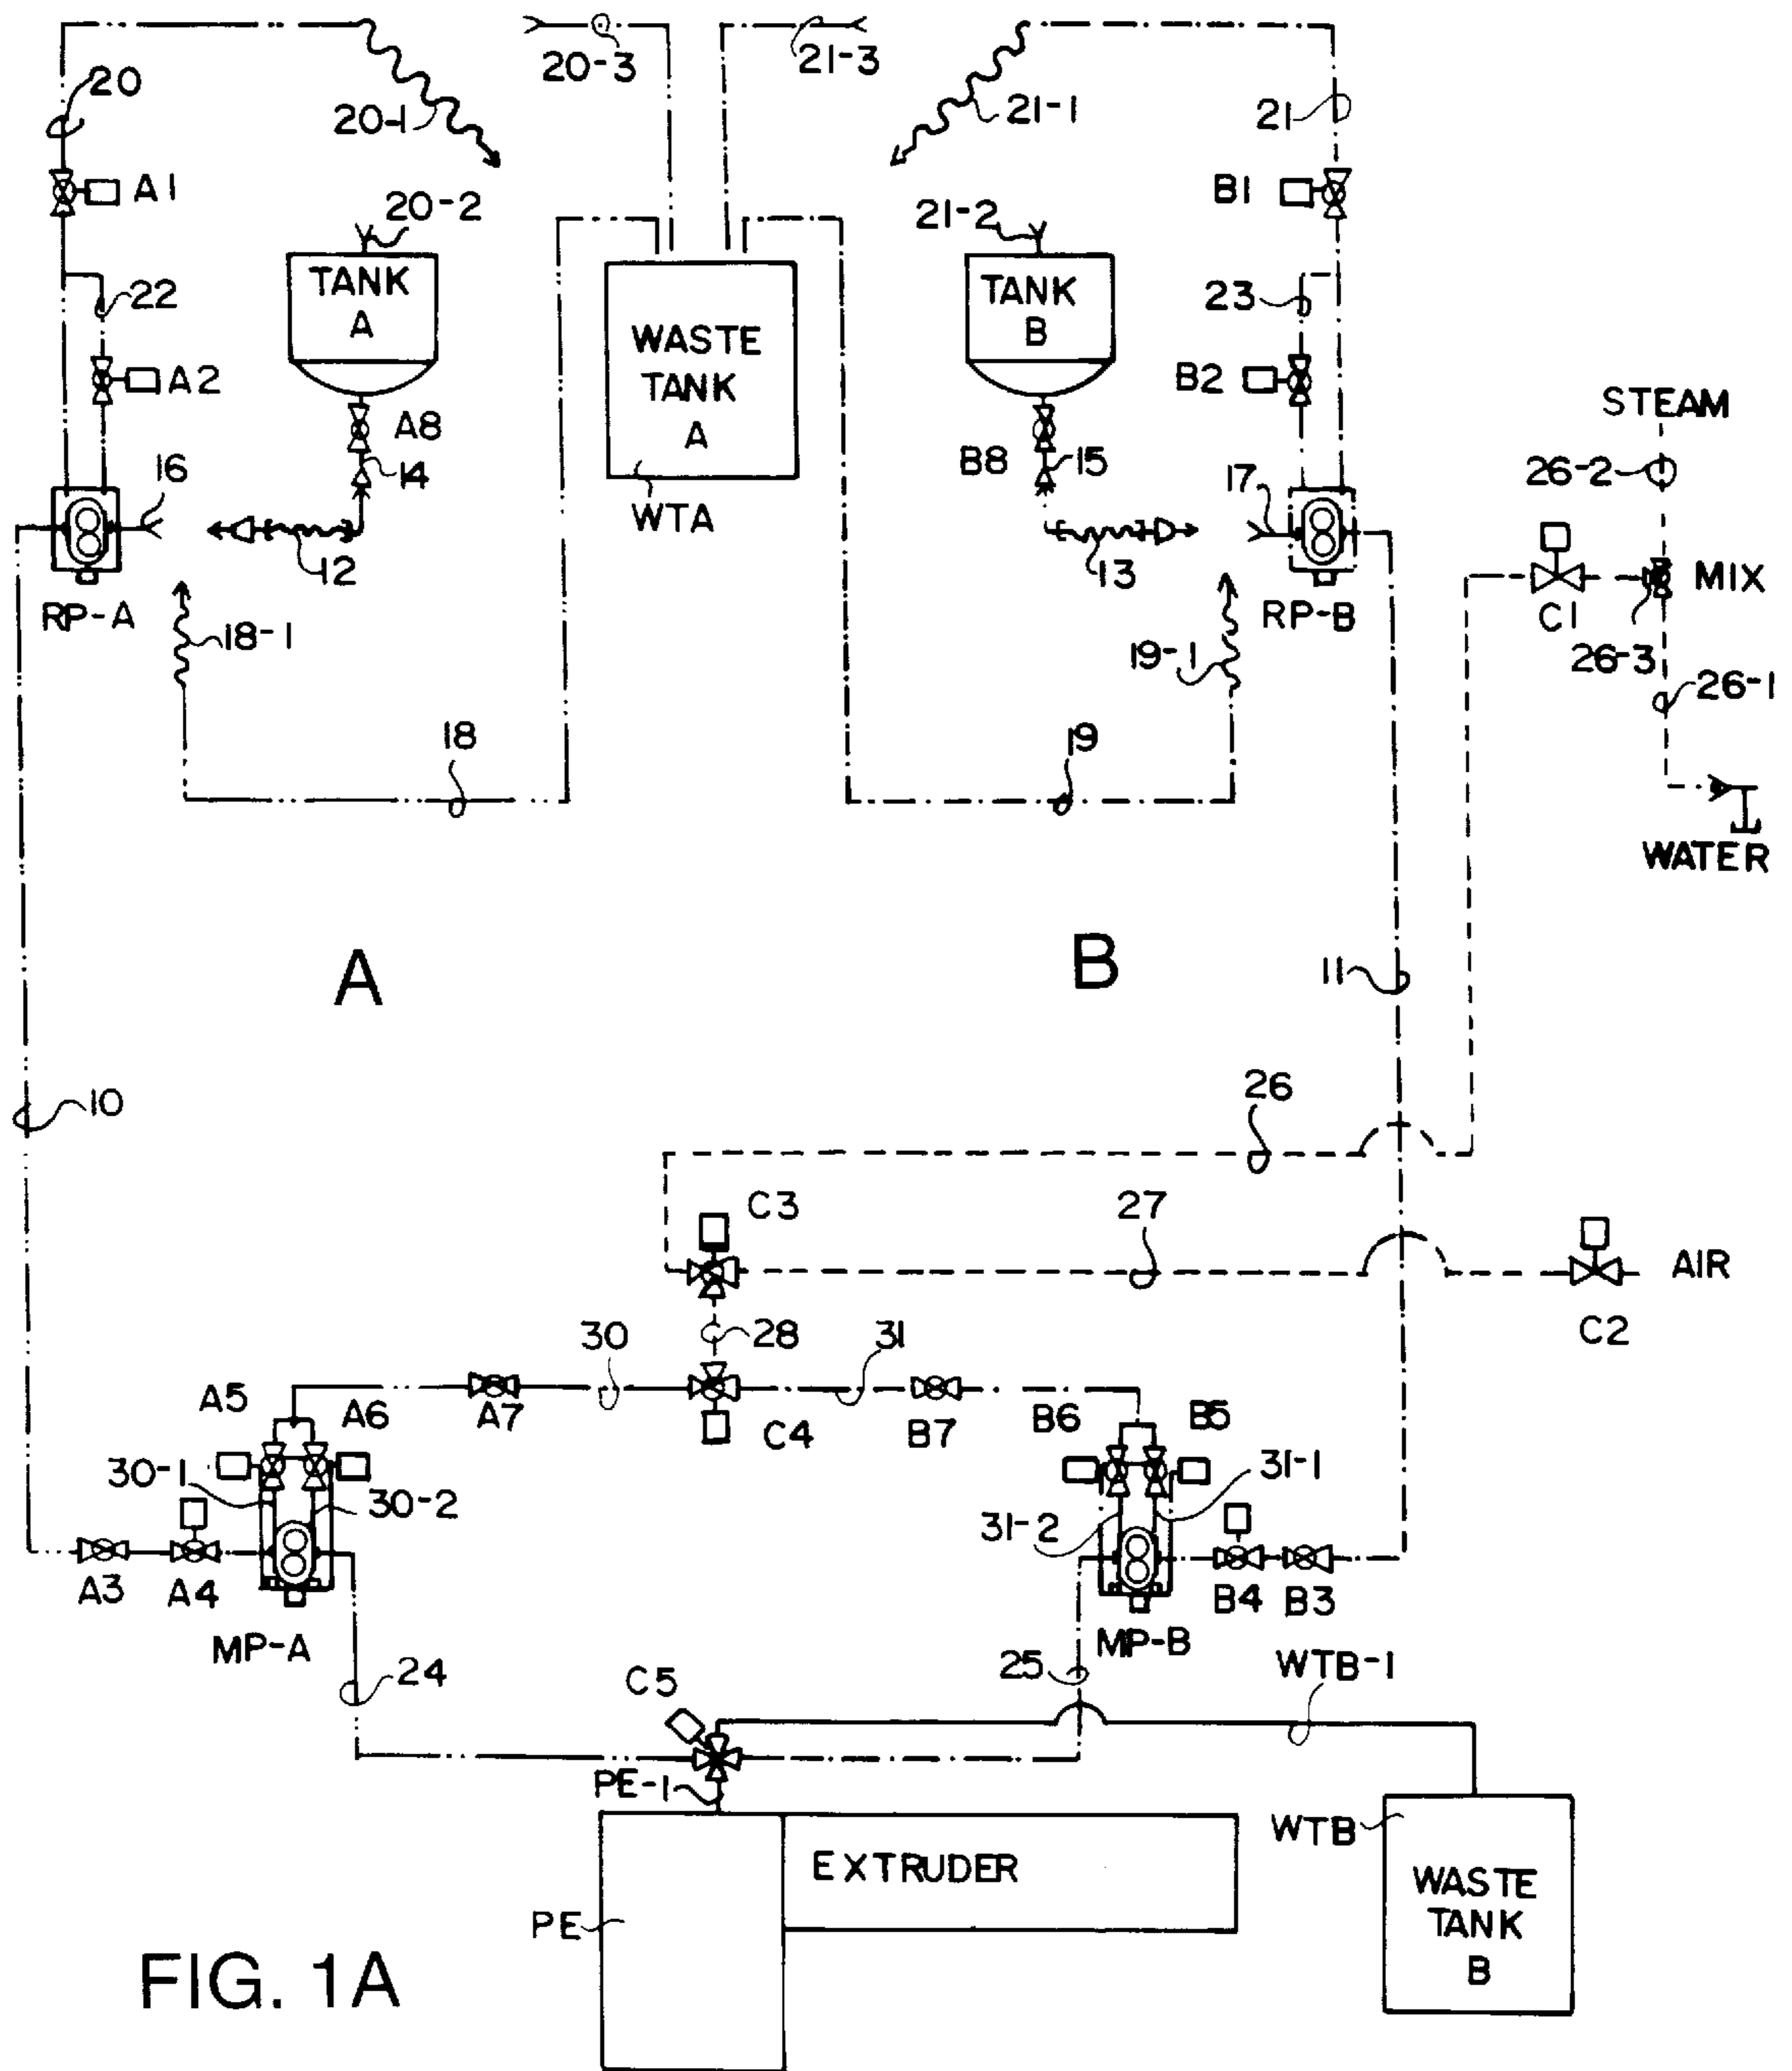 20
20-1
20-3
21-3
21-1
21
A1
B1
20-2
21-2
TANK
A
WASTE
TANK
A
TANK
B
22
23
A2
B2
STEAM
A8
14
B8
15
26-2
16
WTA
17
12
13
C1
MIX
RP-A
RP-B
18-1
19-1
26-3
26-1
18
19
WATER
A
B
11
10
26
C3
27
AIR
28
C2
30
31
A5
A6
A7
C4
B7
B6
B5
30-1
30-2
31-2
31-1
A3
A4
B4
B3
MP-A
MP-B
24
C5
25
WTB-1
PE-1
EXTRUDER
WTB
PE
WASTE
TANK
B
FIG. 1A